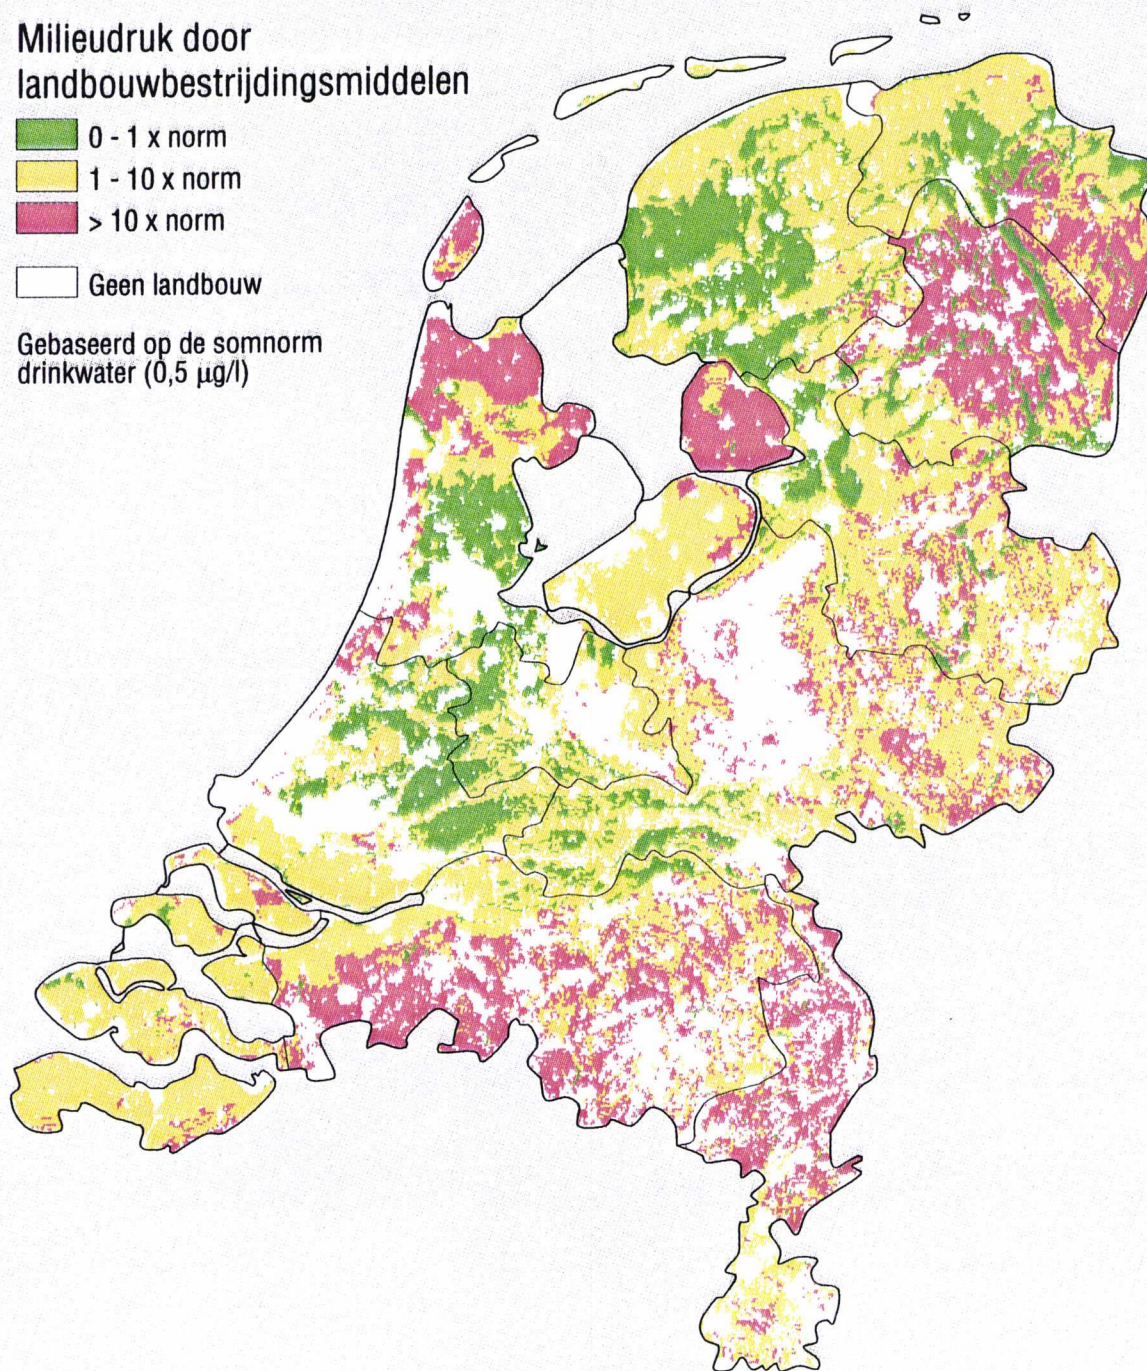 Milieudruk door
landbouwbestrijdingsmiddelen
0 - 1 x norm
1 - 10 x norm
> 10 x norm
Geen landbouw
Gebaseerd op de somnorm
drinkwater (0,5 µg/l)